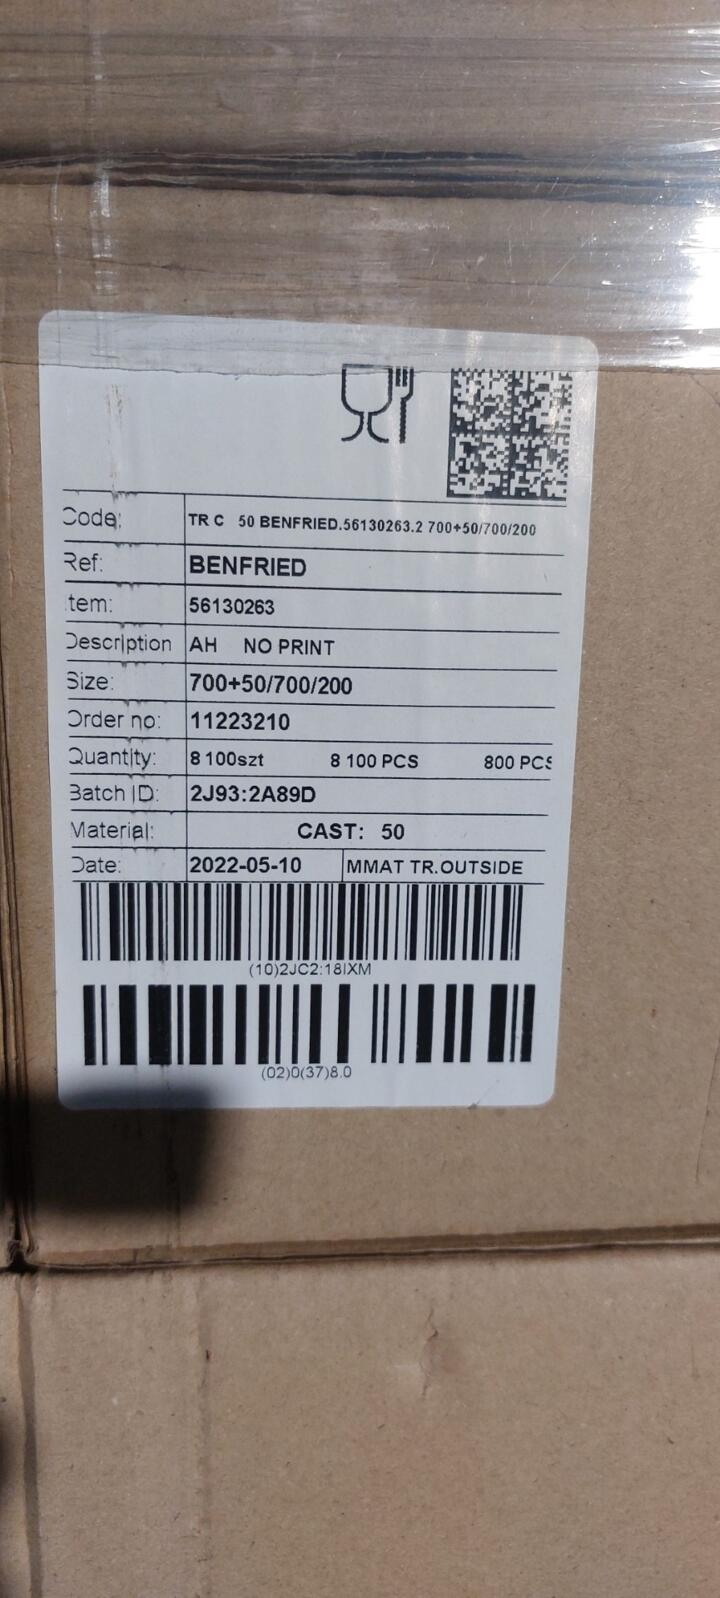 Code: TR C 50 BENFRIED.56130263.2 700+50/700/200
Ref: BENFRIED
Item: 56130263
Description AH NO PRINT
Size: 700+50/700/200
Order no: 11223210
Quantity: 8 100szt 8 100 PCS 800 PCS
Batch ID: 2J93:2A89D
Material: CAST: 50
Date: 2022-05-10 MMAT TR.OUTSIDE
(10)2JC2:18IXM
(02)0(37)8.0